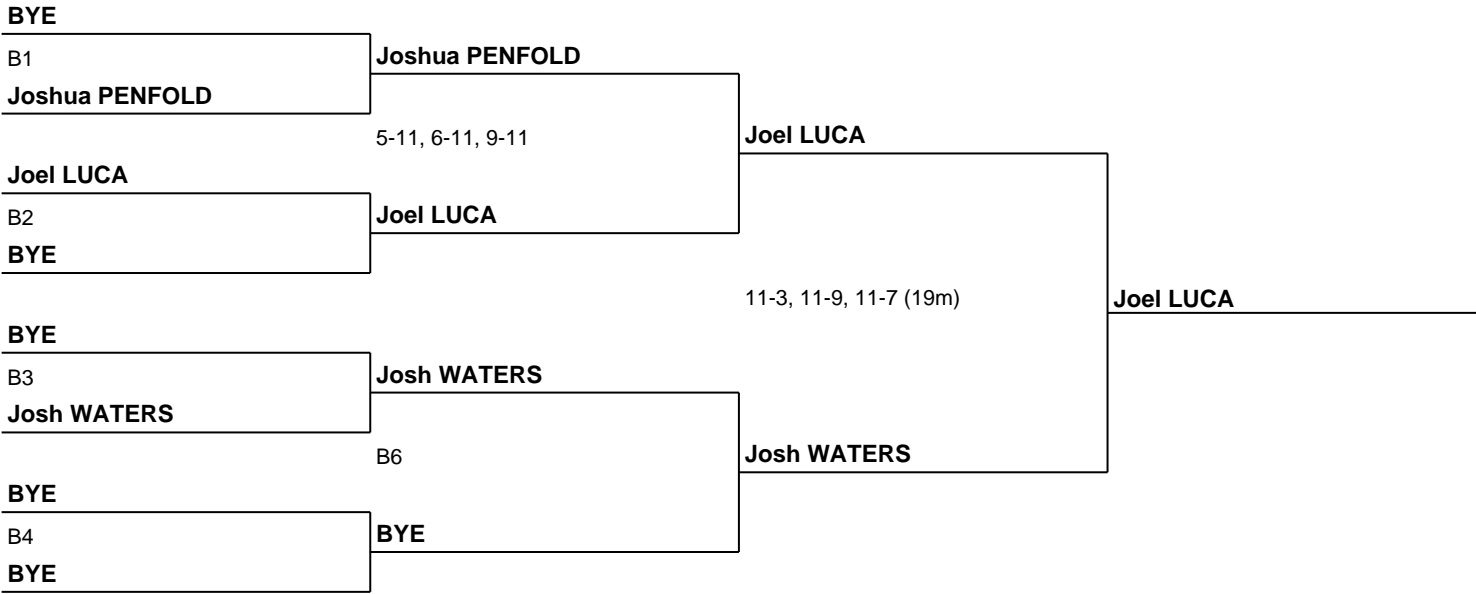 BYE
B1
Joshua PENFOLD
Joshua PENFOLD
5-11, 6-11, 9-11
Joel LUCA
Joel LUCA
B2
Joel LUCA
BYE
11-3, 11-9, 11-7 (19m)
Joel LUCA
BYE
B3
Josh WATERS
Josh WATERS
B6
Josh WATERS
BYE
B4
BYE
BYE